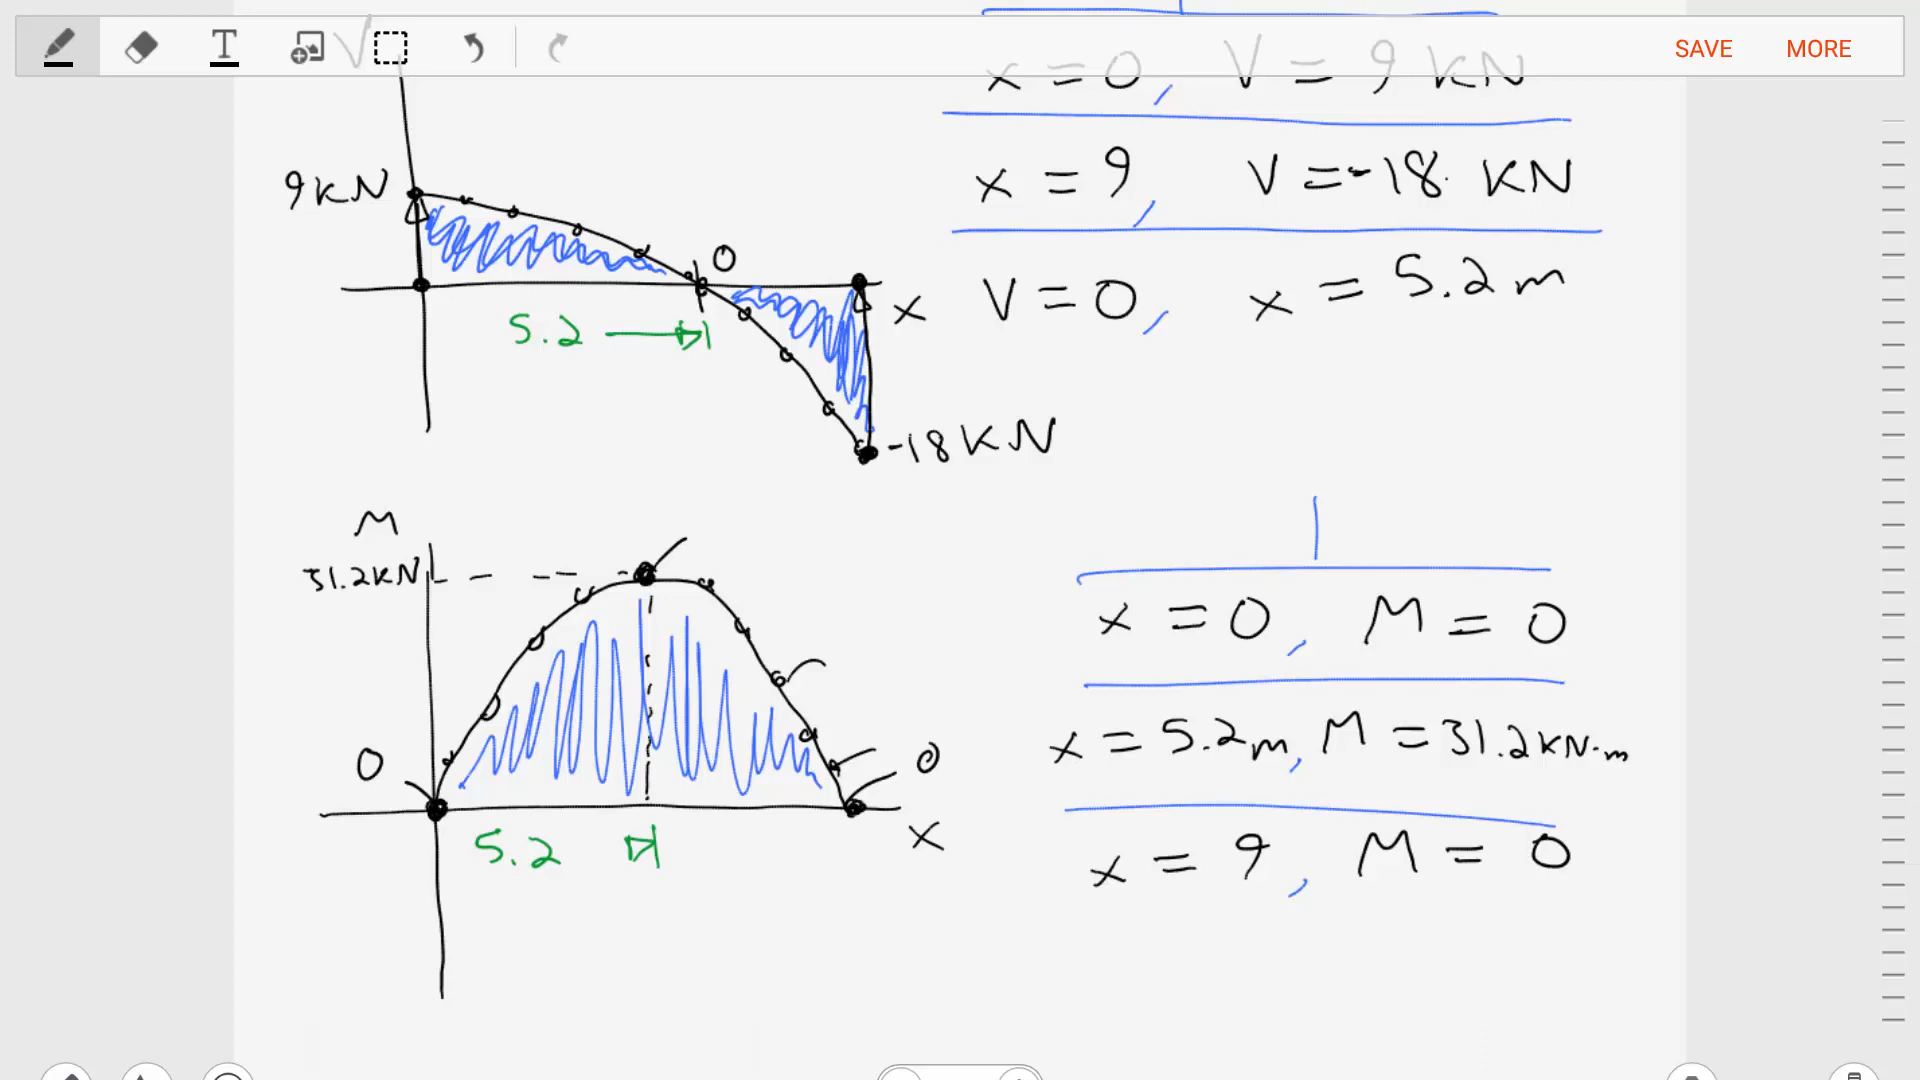 V
T
SAVE MORE
x = 0, V = 9 KN
9KN
x = 9, V = -18 KN
0
x
V = 0, x = 5.2 m
5.2
-18KN
M
31.2KN
x = 0, M = 0
x = 5.2m, M = 31.2KN·m
0
0
5.2
x
x = 9, M = 0